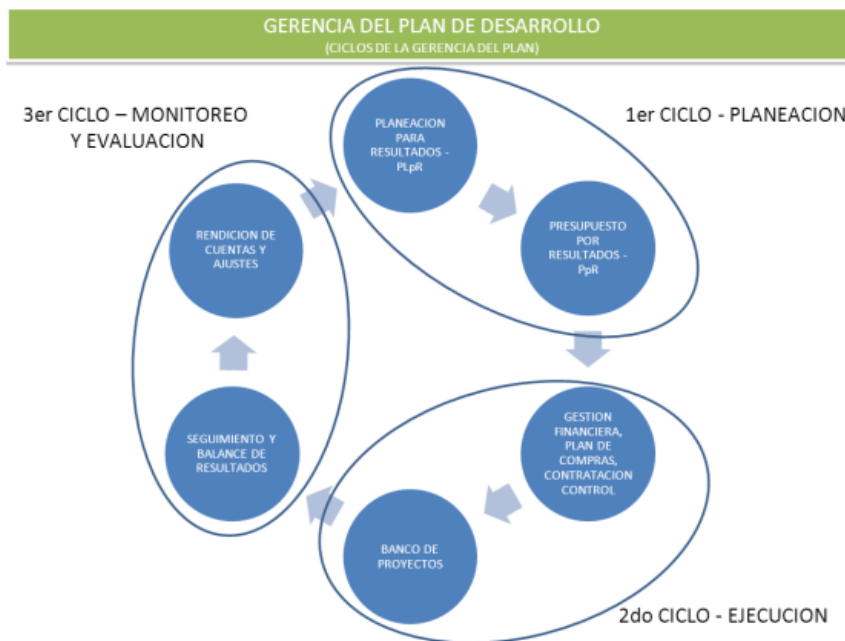 GERENCIA DEL PLAN DE DESARROLLO
(CICLOS DE LA GERENCIA DEL PLAN)
3er CICLO – MONITOREO
Y EVALUACION
1er CICLO - PLANEACION
PLANEACION
PARA
RESULTADOS -
PLpR
PRESUPUESTO
POR
RESULTADOS -
PpR
GESTION
FINANCIERA,
PLAN DE
COMPRAS,
CONTRATACION
CONTROL
BANCO DE
PROYECTOS
2do CICLO - EJECUCION
SEGUIMIENTO Y
BALANCE DE
RESULTADOS
RENDICION DE
CUENTAS Y
AJUSTES